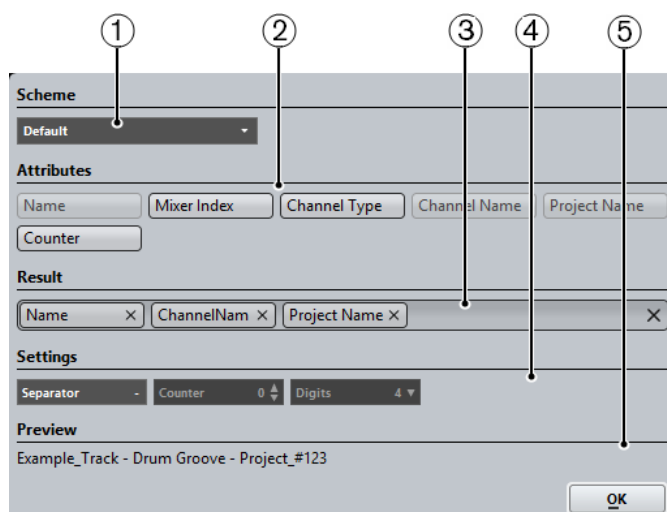 ① ② ③ ④ ⑤
Scheme
Default
Attributes
Name Mixer Index Channel Type Channel Name Project Name
Counter
Result
Name × ChannelNam × Project Name × ×
Settings
Separator - Counter 0 Digits 4
Preview
Example_Track - Drum Groove - Project_#123
OK